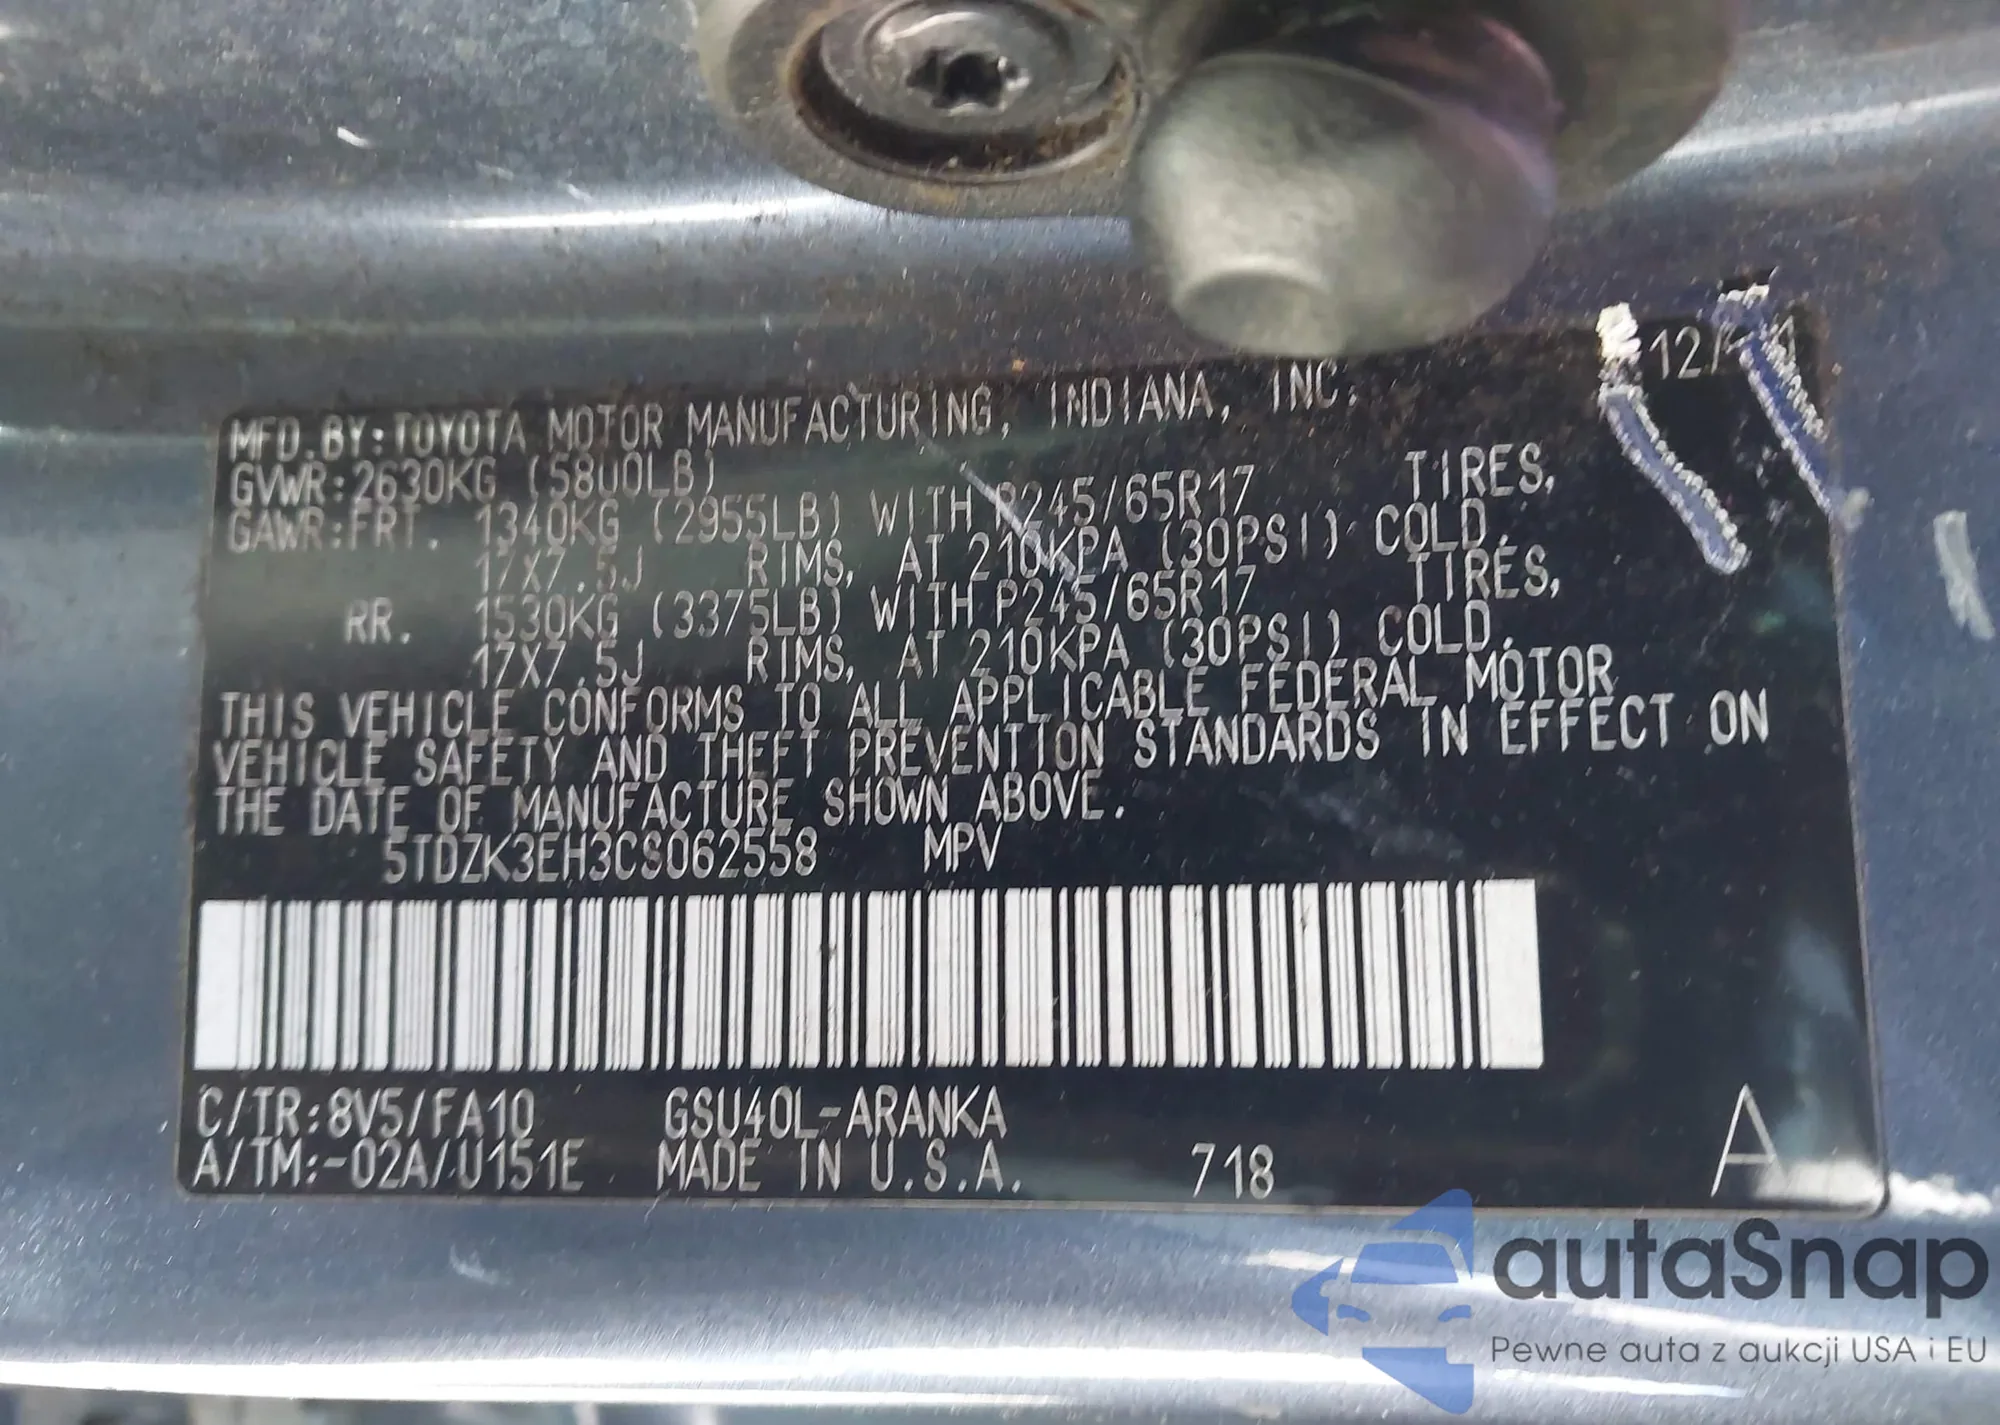 12/
MFD.BY:TOYOTA MOTOR MANUFACTURING, INDIANA, INC.
GVWR:2630KG (5800LB)
GAWR:FRT. 1340KG (2955LB) WITH P245/65R17 TIRES,
17X7.5J RIMS, AT 210KPA (30PSI) COLD.
RR. 1530KG (3375LB) WITH P245/65R17 TIRES,
17X7.5J RIMS, AT 210KPA (30PSI) COLD.
THIS VEHICLE CONFORMS TO ALL APPLICABLE FEDERAL MOTOR
VEHICLE SAFETY AND THEFT PREVENTION STANDARDS IN EFFECT ON
THE DATE OF MANUFACTURE SHOWN ABOVE.
5TDZK3EH3CS062558 MPV
C/TR:8V5/FA10 GSU40L-ARANKA
A/TM:-02A/U151E MADE IN U.S.A. 718 A
autaSnap
Pewne auta z aukcji USA i EU